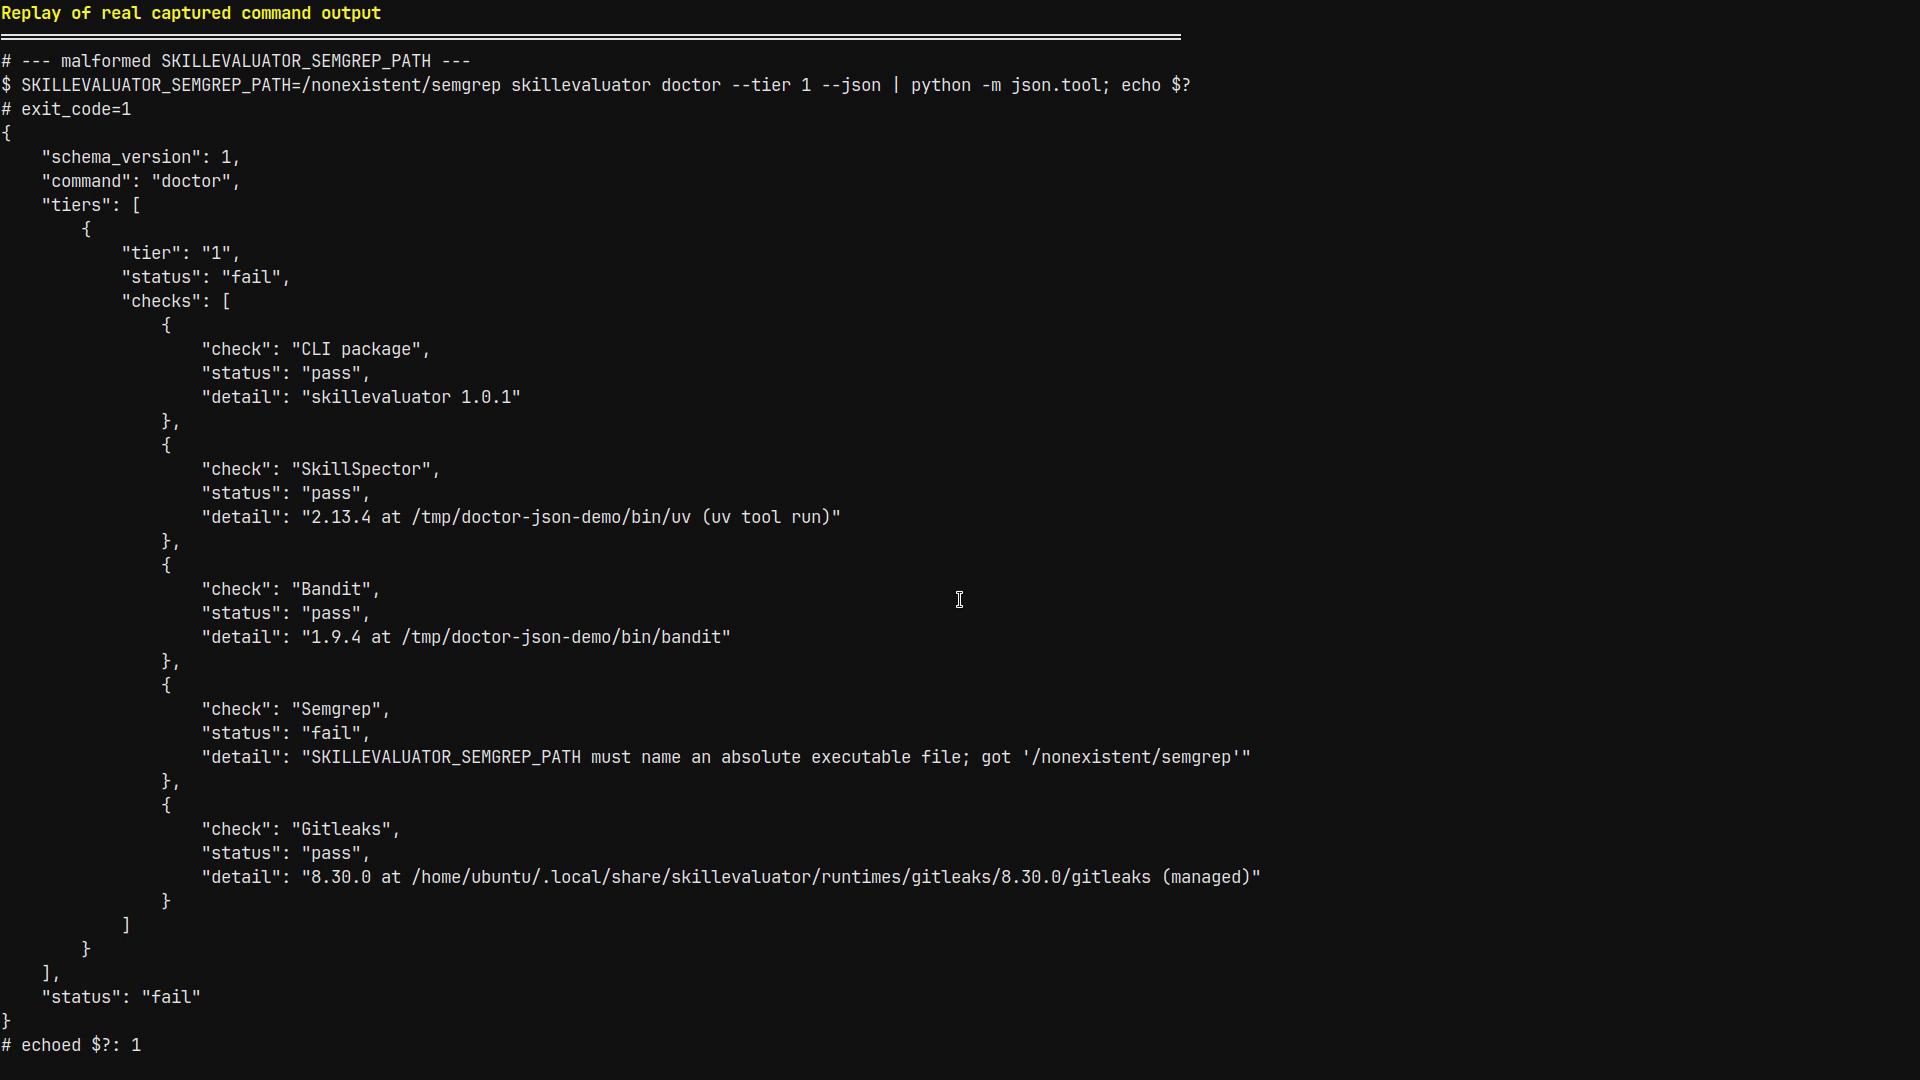 Replay of real captured command output
# --- malformed SKILLEVALUATOR_SEMGREP_PATH ---
$ SKILLEVALUATOR_SEMGREP_PATH=/nonexistent/semgrep skillevaluator doctor --tier 1 --json | python -m json.tool; echo $?
# exit_code=1
{
    "schema_version": 1,
    "command": "doctor",
    "tiers": [
        {
            "tier": "1",
            "status": "fail",
            "checks": [
                {
                    "check": "CLI package",
                    "status": "pass",
                    "detail": "skillevaluator 1.0.1"
                },
                {
                    "check": "SkillSpector",
                    "status": "pass",
                    "detail": "2.13.4 at /tmp/doctor-json-demo/bin/uv (uv tool run)"
                },
                {
                    "check": "Bandit",
                    "status": "pass",
                    "detail": "1.9.4 at /tmp/doctor-json-demo/bin/bandit"
                },
                {
                    "check": "Semgrep",
                    "status": "fail",
                    "detail": "SKILLEVALUATOR_SEMGREP_PATH must name an absolute executable file; got '/nonexistent/semgrep'"
                },
                {
                    "check": "Gitleaks",
                    "status": "pass",
                    "detail": "8.30.0 at /home/ubuntu/.local/share/skillevaluator/runtimes/gitleaks/8.30.0/gitleaks (managed)"
                }
            ]
        }
    ],
    "status": "fail"
}
# echoed $?: 1